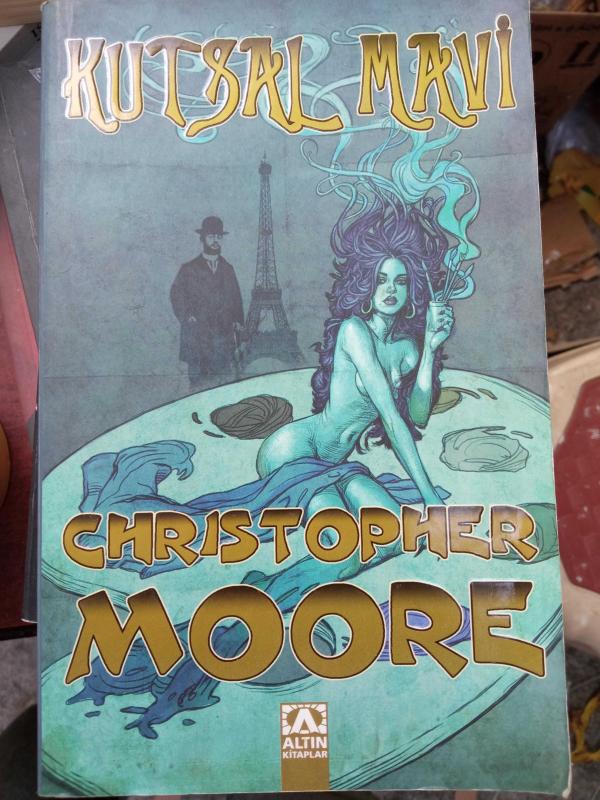 KUTSAL MAVİ
CHRISTOPHER
MOORE
ALTIN
KİTAPLAR